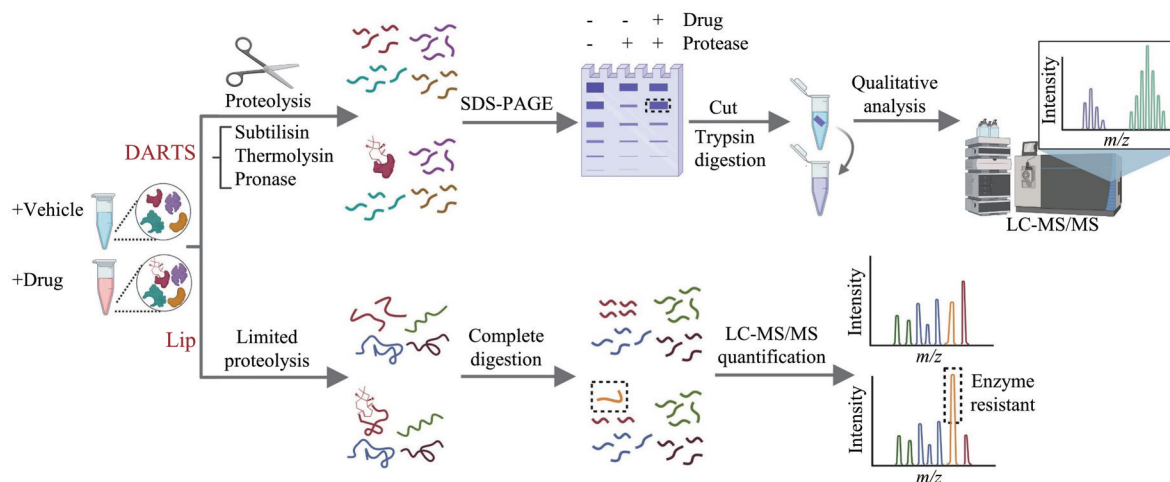 - - + Drug
- + + Protease
Proteolysis
DARTS
Subtilisin
Thermolysin
Pronase
SDS-PAGE
Cut
Trypsin
digestion
Qualitative
analysis
Intensity
m/z
LC-MS/MS
+Vehicle
+Drug
Lip
Limited
proteolysis
Complete
digestion
LC-MS/MS
quantification
Intensity
m/z
Intensity
m/z
Enzyme
resistant